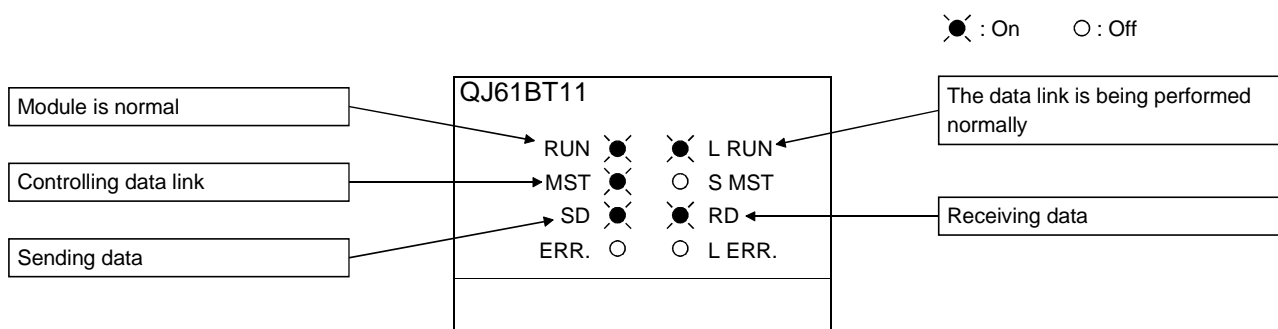 : On
: Off
QJ61BT11
Module is normal
The data link is being performed
normally
RUN
L RUN
Controlling data link
MST
S MST
SD
RD
Receiving data
Sending data
ERR.
L ERR.